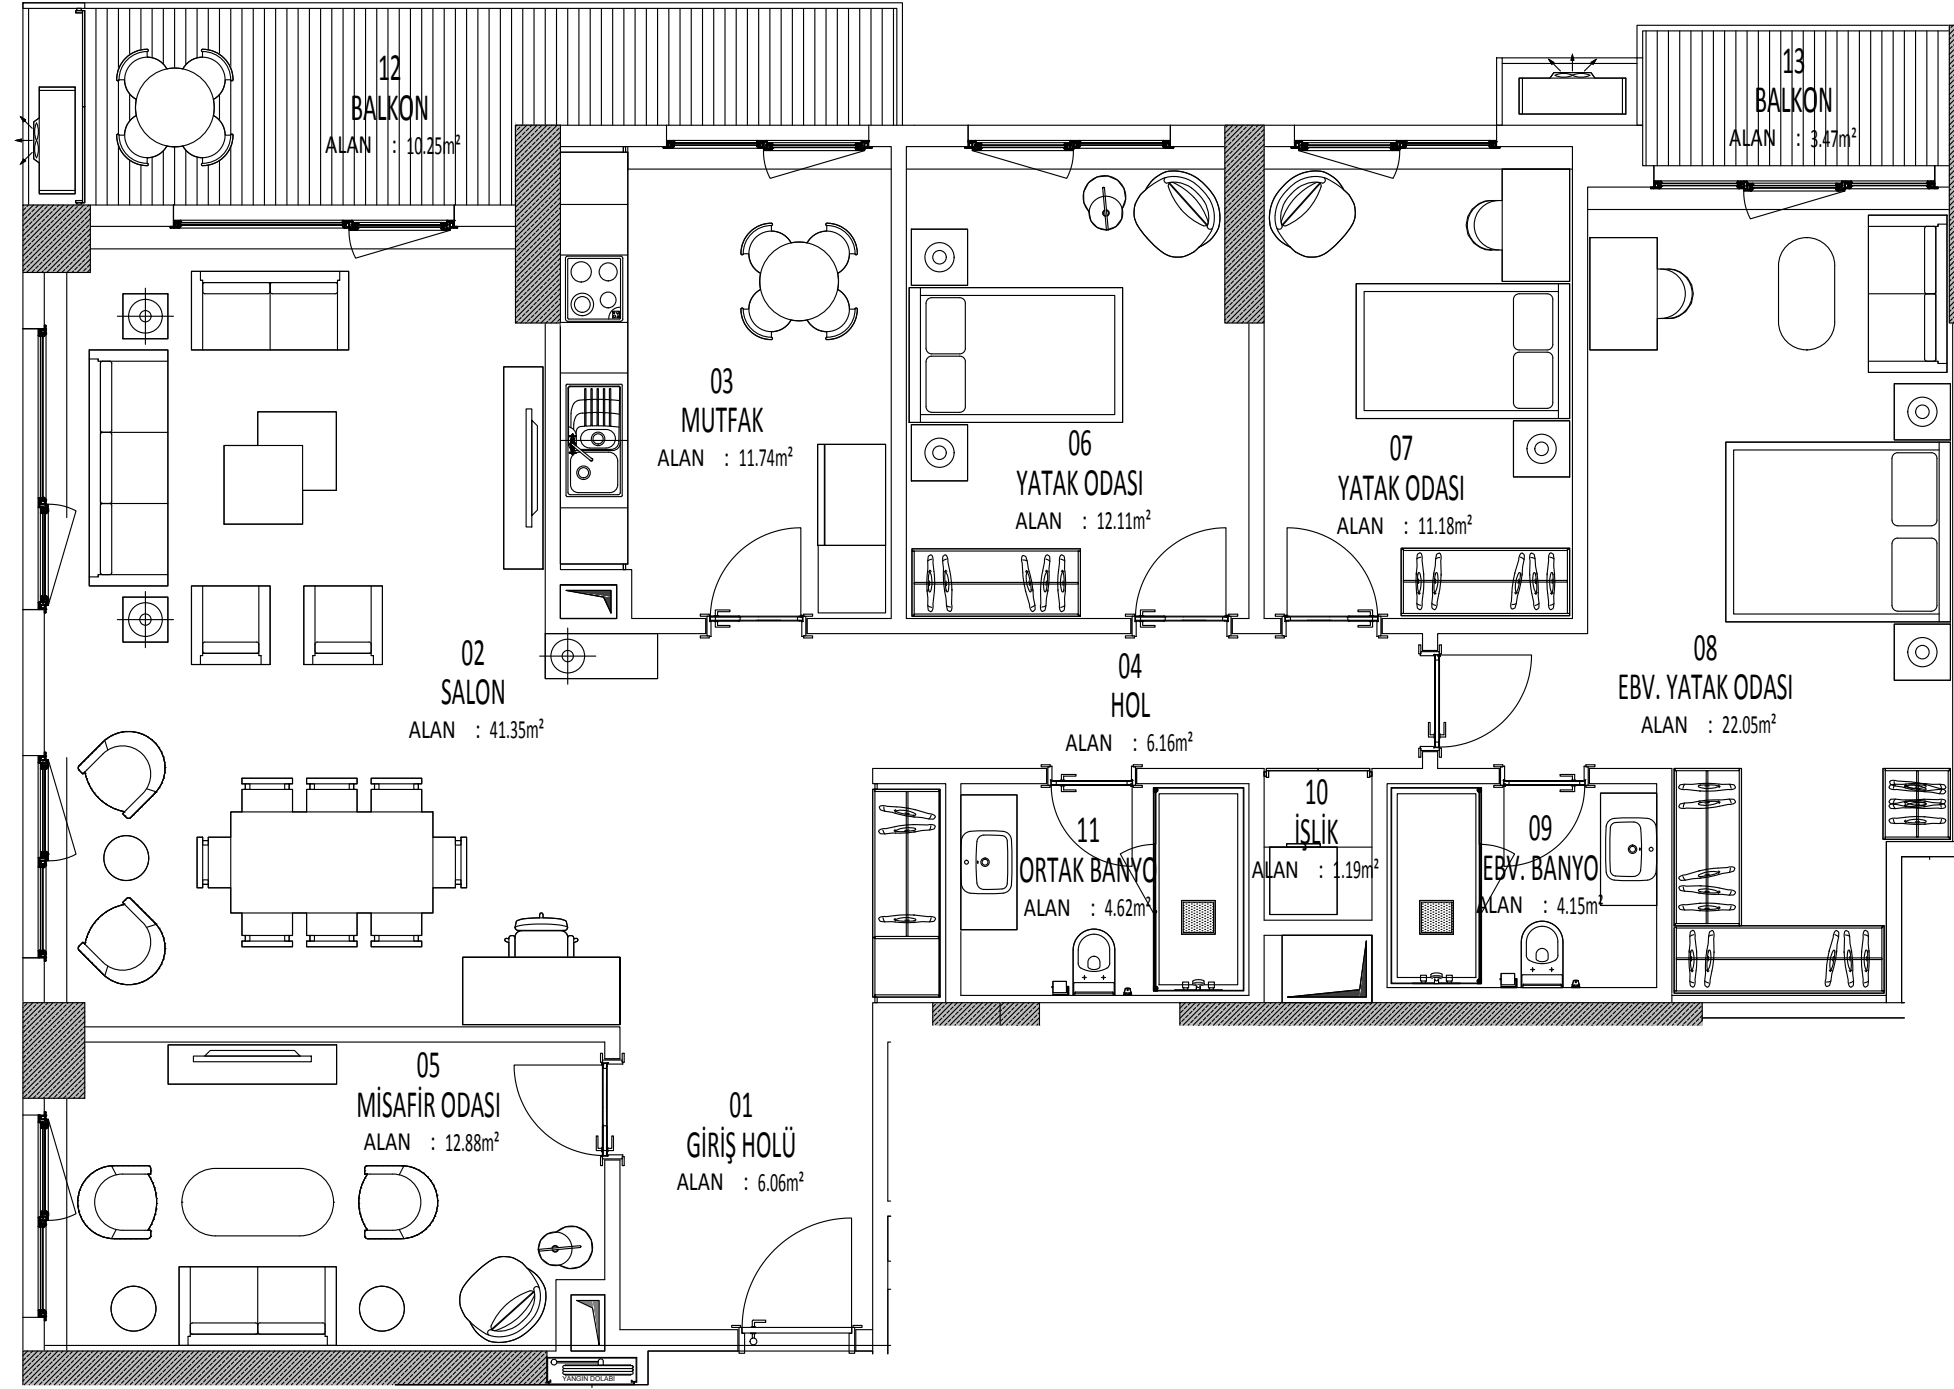 12
BALKON
ALAN : 10.25m²
13
BALKON
ALAN : 3.47m²
03
MUTFAK
ALAN : 11.74m²
06
YATAK ODASI
ALAN : 12.11m²
07
YATAK ODASI
ALAN : 11.18m²
02
SALON
ALAN : 41.35m²
04
HOL
ALAN : 6.16m²
08
EBV. YATAK ODASI
ALAN : 22.05m²
11
ORTAK BANYO
ALAN : 4.62m²
10
İŞLİK
ALAN : 1.19m²
09
EBV. BANYO
ALAN : 4.15m²
05
MİSAFİR ODASI
ALAN : 12.88m²
01
GİRİŞ HOLÜ
ALAN : 6.06m²
YANGIN DOLABI